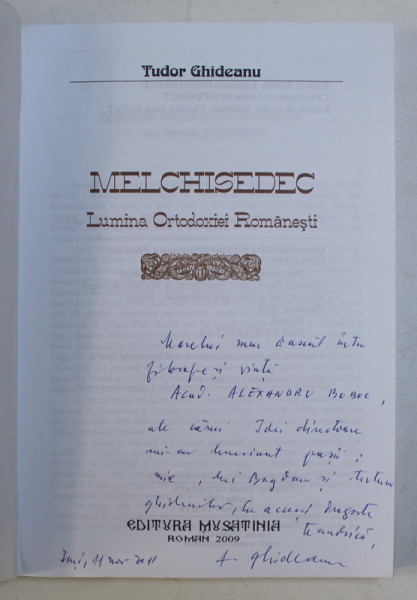 Tudor Ghideanu
MELCHISEDEC
Lumina Ortodoxiei Românești
Marelui meu dascăl întru
filosofie și viață
Acad. ALEXANDRU BOBOC,
ale cărui Idei directoare
mi-au luminat pașii;
mie, lui Bogdan și tuturor
ghidenilor, cu aceeași dragoste
EDITURA MUSATINIA
ROMAN 2009
Iași, 11 nov 2011
T. Ghideanu